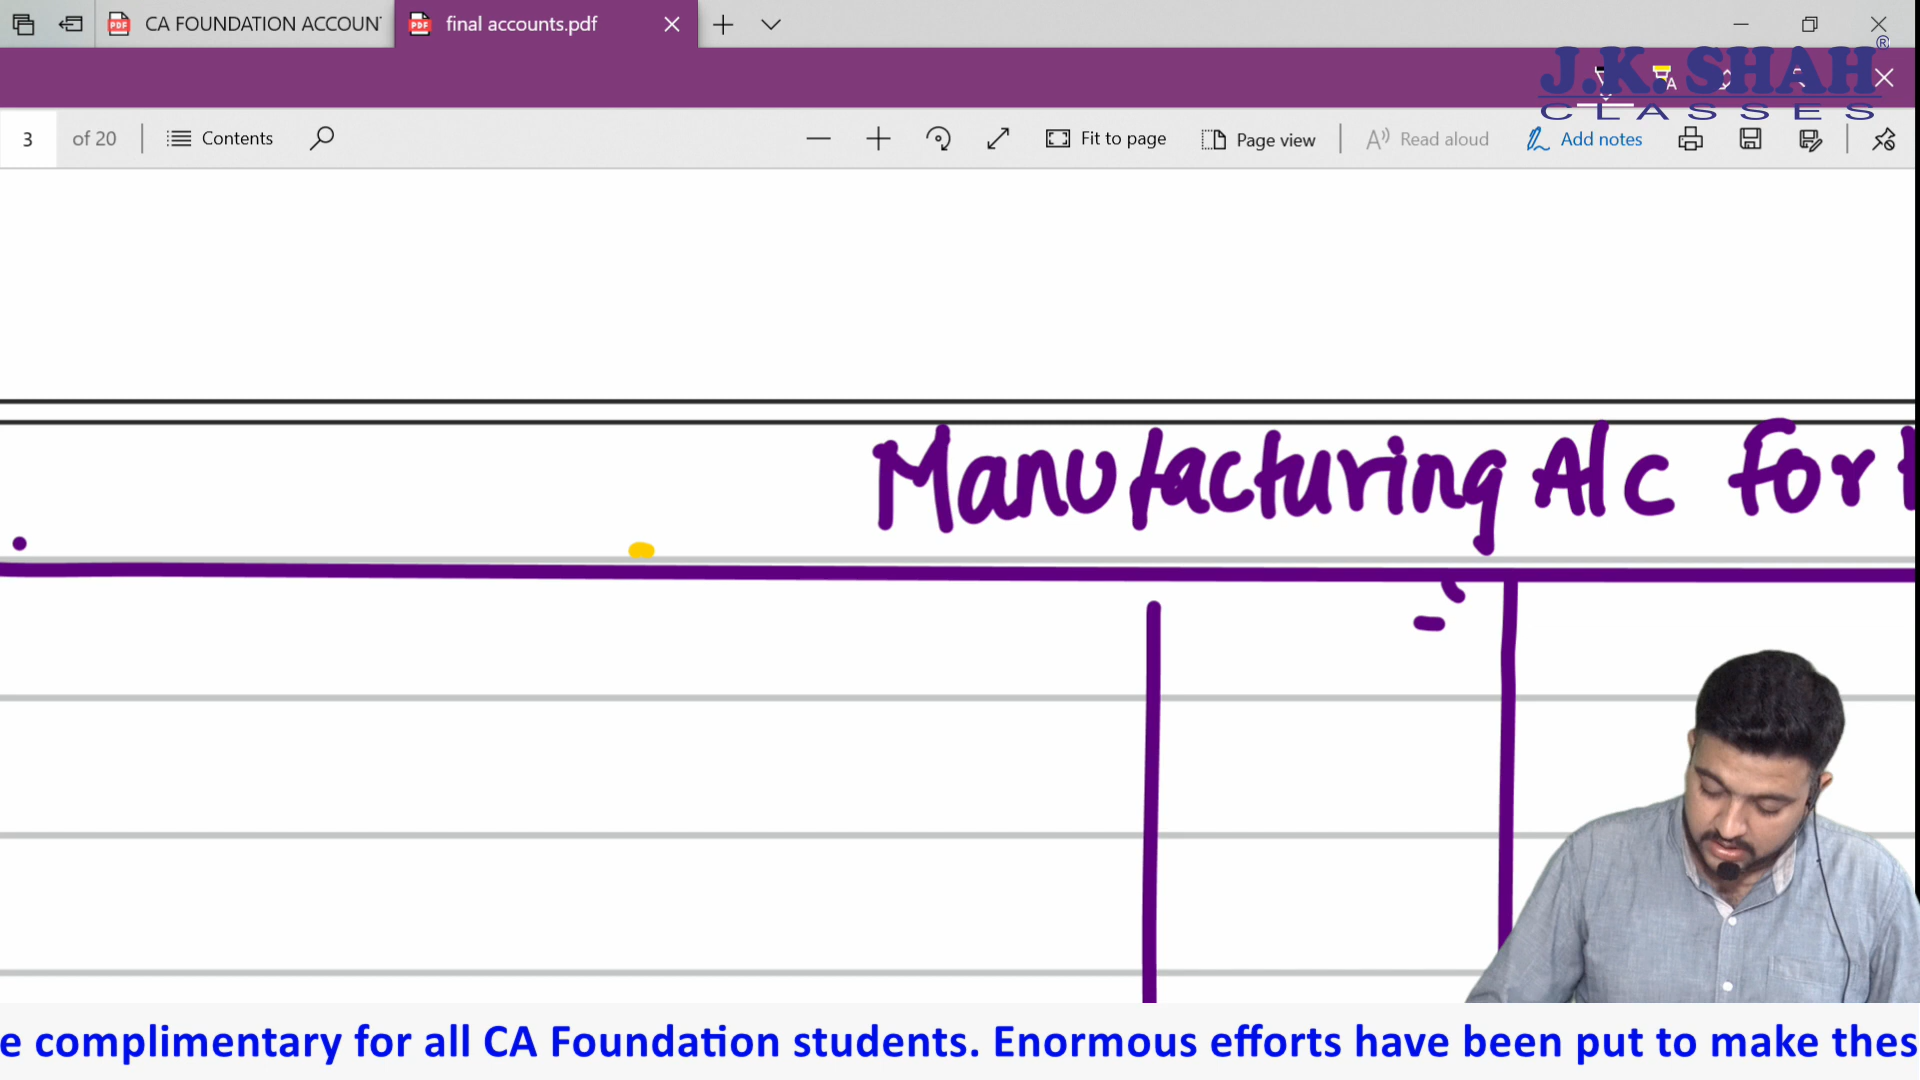 CA FOUNDATION ACCOUN
final accounts.pdf
J.K. SHAH®
CLASSES
3 of 20 Contents Fit to page Page view Read aloud Add notes
Manufacturing A/c for
e complimentary for all CA Foundation students. Enormous efforts have been put to make thes